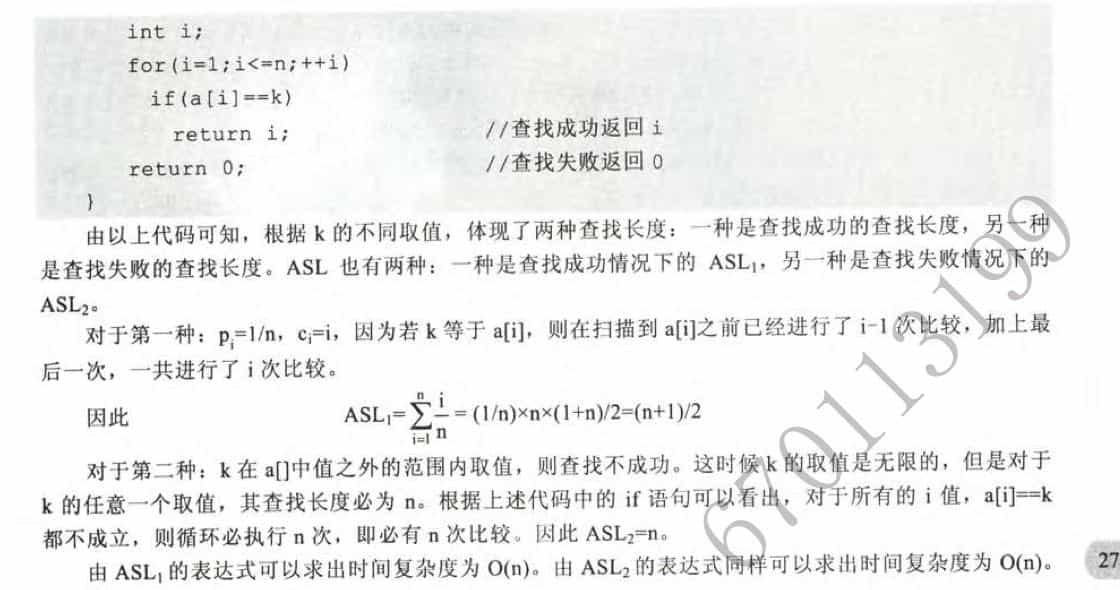 int i;
for(i=1;i<=n;++i)
if(a[i]==k)
return i; //查找成功返回 i
return 0; //查找失败返回 0
}
由以上代码可知，根据 k 的不同取值，体现了两种查找长度：一种是查找成功的查找长度，另一种
是查找失败的查找长度。ASL 也有两种：一种是查找成功情况下的 ASL₁，另一种是查找失败情况下的
ASL₂。
对于第一种：pᵢ=1/n，cᵢ=i，因为若 k 等于 a[i]，则在扫描到 a[i]之前已经进行了 i-1 次比较，加上最
后一次，一共进行了 i 次比较。
因此 ASL₁=∑_{i=1}^{n} i/n = (1/n)×n×(1+n)/2=(n+1)/2
对于第二种：k 在 a[]中值之外的范围内取值，则查找不成功。这时候 k 的取值是无限的，但是对于
k 的任意一个取值，其查找长度必为 n。根据上述代码中的 if 语句可以看出，对于所有的 i 值，a[i]==k
都不成立，则循环必执行 n 次，即必有 n 次比较。因此 ASL₂=n。
由 ASL₁ 的表达式可以求出时间复杂度为 O(n)。由 ASL₂ 的表达式同样可以求出时间复杂度为 O(n)。
27
670113199